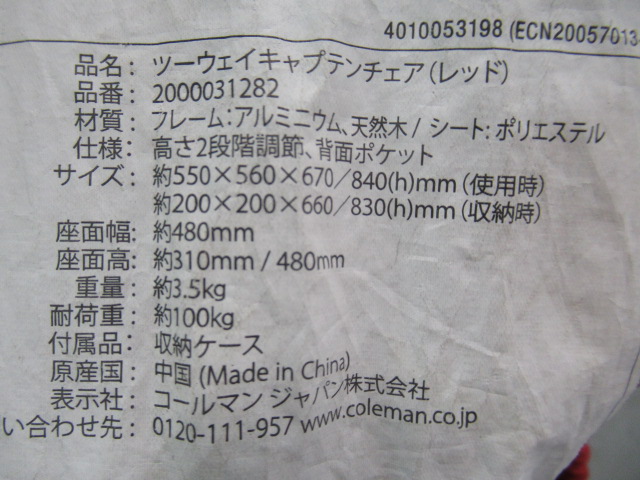 4010053198 (ECN20057013-
品名: ツーウェイキャプテンチェア(レッド)
品番: 2000031282
材質: フレーム:アルミニウム、天然木 / シート: ポリエステル
仕様: 高さ2段階調節、背面ポケット
サイズ: 約550×560×670/840(h)mm (使用時)
約200×200×660/830(h)mm (収納時)
座面幅: 約480mm
座面高: 約310mm / 480mm
重量: 約3.5kg
耐荷重: 約100kg
付属品: 収納ケース
原産国: 中国 (Made in China)
表示社: コールマン ジャパン株式会社
い合わせ先: 0120-111-957 www.coleman.co.jp